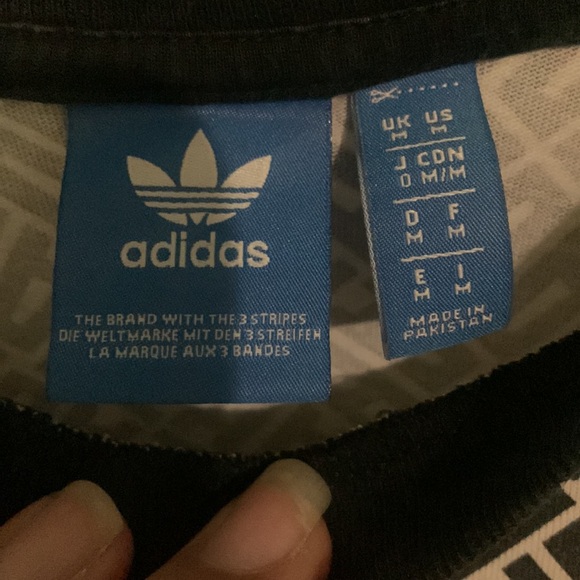 adidas
THE BRAND WITH THE 3 STRIPES
DIE WELTMARKE MIT DEN 3 STREIFEN
LA MARQUE AUX 3 BANDES
UK US
M M
J CDN
O M/M
D F
M M
E I
M M
MADE IN
PAKISTAN